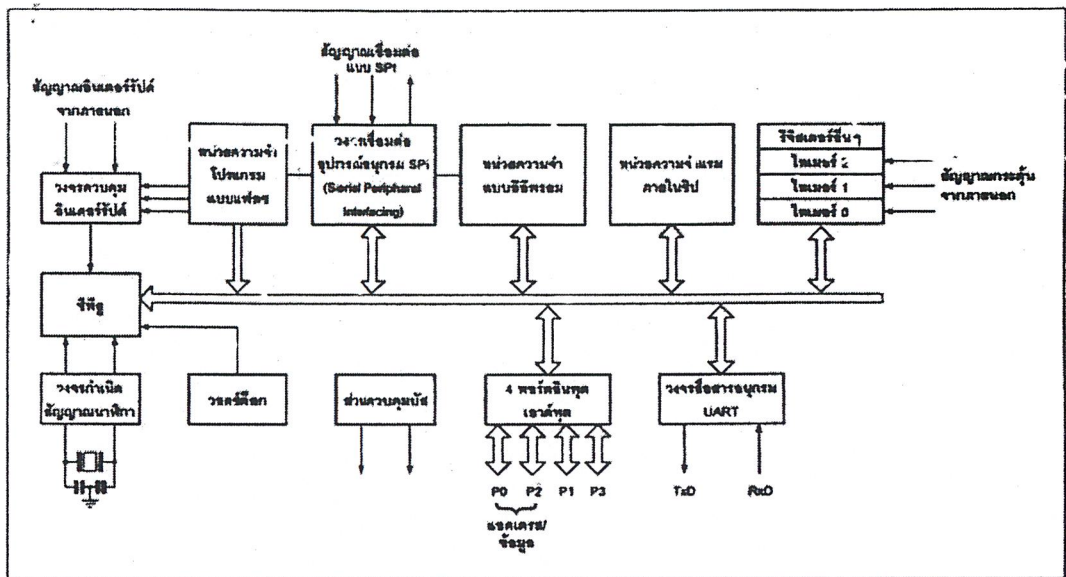 สัญญาณเชื่อมต่อ
แบบ SPI
สัญญาณอินเตอร์รัปต์
จากภายนอก
หน่วยความจำ
โปรแกรม
แบบแฟลช
วงจรเชื่อมต่อ
อุปกรณ์อนุกรม SPI
(Serial Peripheral
Interfacing)
หน่วยความจำ
แบบอีอีพรอม
หน่วยความจำแรม
ภายในชิป
รีจิสเตอร์อื่นๆ
ไทเมอร์ 2
ไทเมอร์ 1
ไทเมอร์ 0
สัญญาณกระตุ้น
จากภายนอก
วงจรควบคุม
อินเตอร์รัปต์
ซีพียู
วงจรกำเนิด
สัญญาณนาฬิกา
วอตช์ด็อก
ส่วนควบคุมบัส
4 พอร์ตอินพุต
เอาต์พุต
วงจรสื่อสารอนุกรม
UART
P0 P2 P1 P3
TxD RxD
แอดเดรส/
ข้อมูล